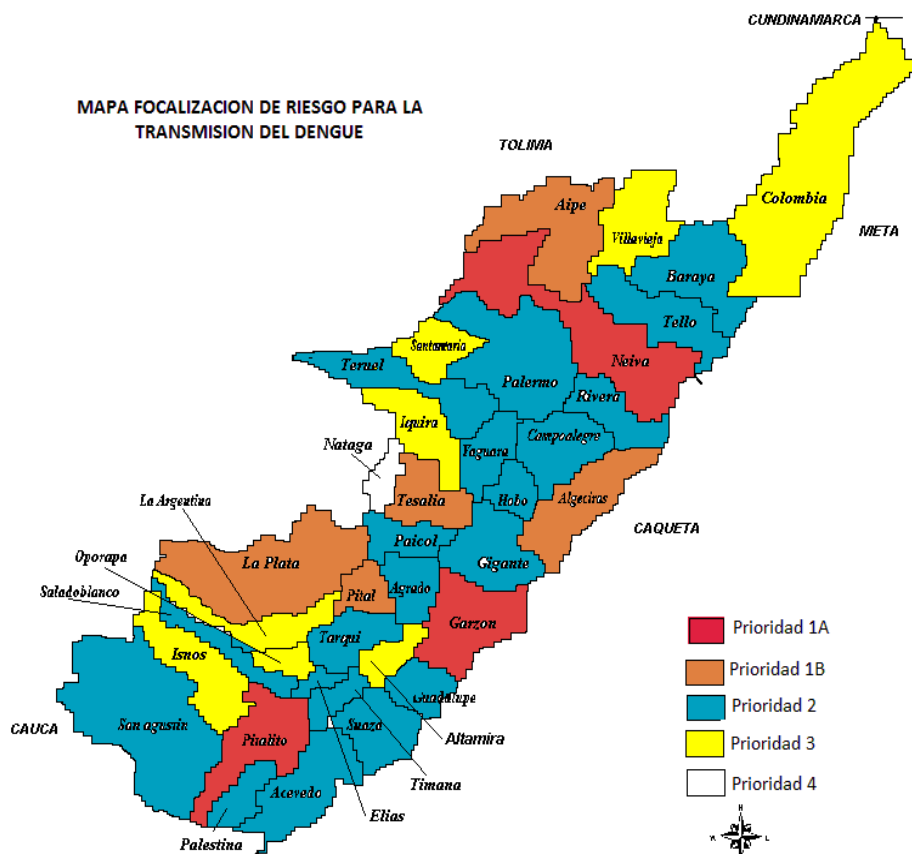 CUNDINAMARCA
MAPA FOCALIZACION DE RIESGO PARA LA
TRANSMISION DEL DENGUE
TOLIMA
Aipe
Colombia
Villavieja
META
Baraya
Tello
Santamaria
Teruel
Neiva
Palermo
Rivera
Iquira
Campoalegre
Nataga
Yaguara
Tesalia
Hobo
Algeciras
La Argentina
CAQUETA
Paicol
Oporapa
La Plata
Gigante
Saladoblanco
Pital
Agrado
Garzon
Tarqui
Isnos
Guadalupe
San agustin
Suaza
CAUCA
Pitalito
Altamira
Timana
Acevedo
Elias
Palestina
Prioridad 1A
Prioridad 1B
Prioridad 2
Prioridad 3
Prioridad 4
N
W
L